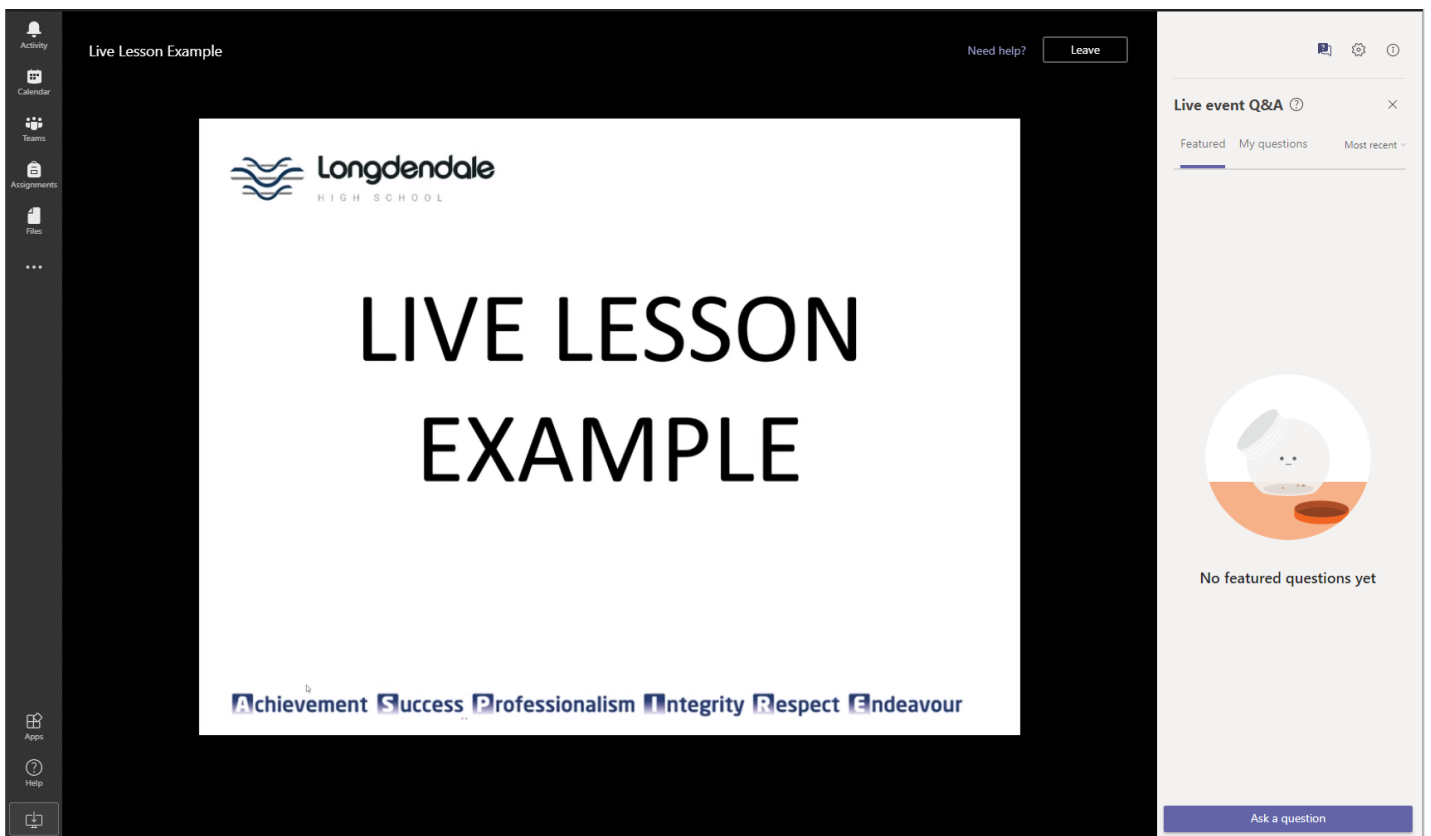 Activity
Calendar
Teams
Assignments
Files
Apps
Help
Live Lesson Example
Need help?
Leave
Longdendale
HIGH SCHOOL
LIVE LESSON
EXAMPLE
Achievement Success Professionalism Integrity Respect Endeavour
Live event Q&A
Featured My questions Most recent
No featured questions yet
Ask a question